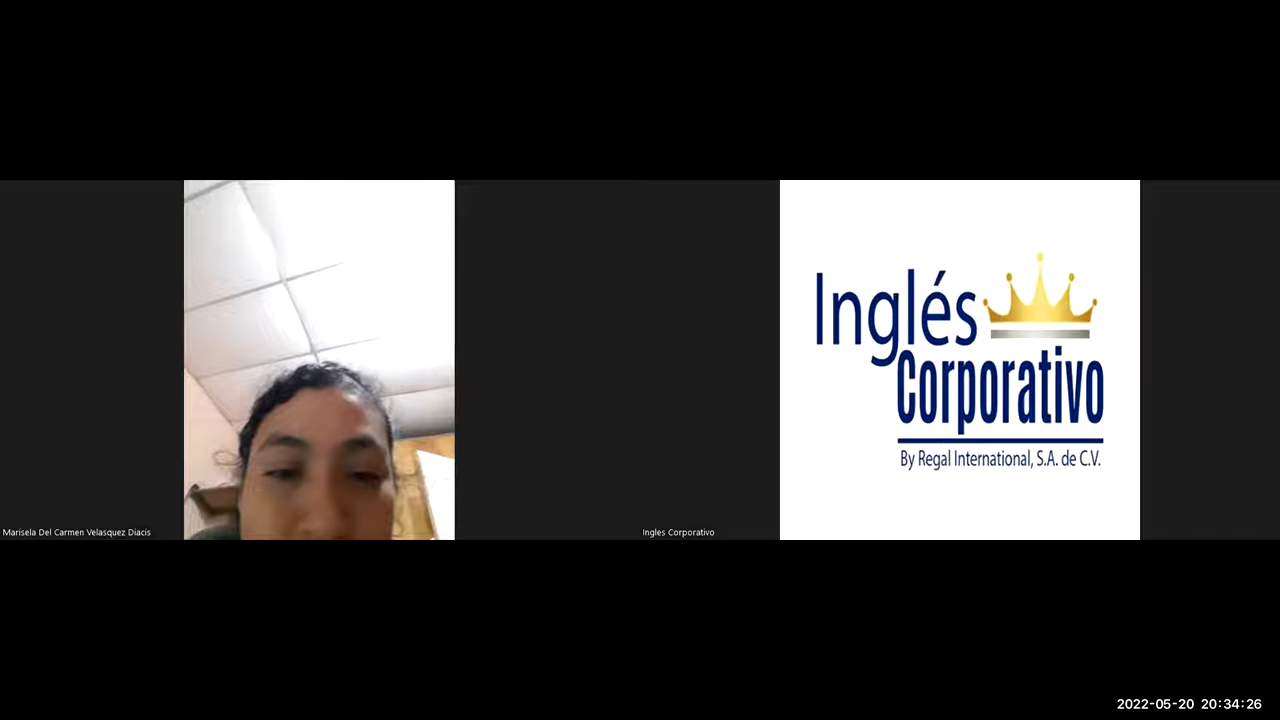 Inglés
Corporativo
By Regal International, S.A. de C.V.
Marisela Del Carmen Velasquez Diacis
Ingles Corporativo
2022-05-20 20:34:26